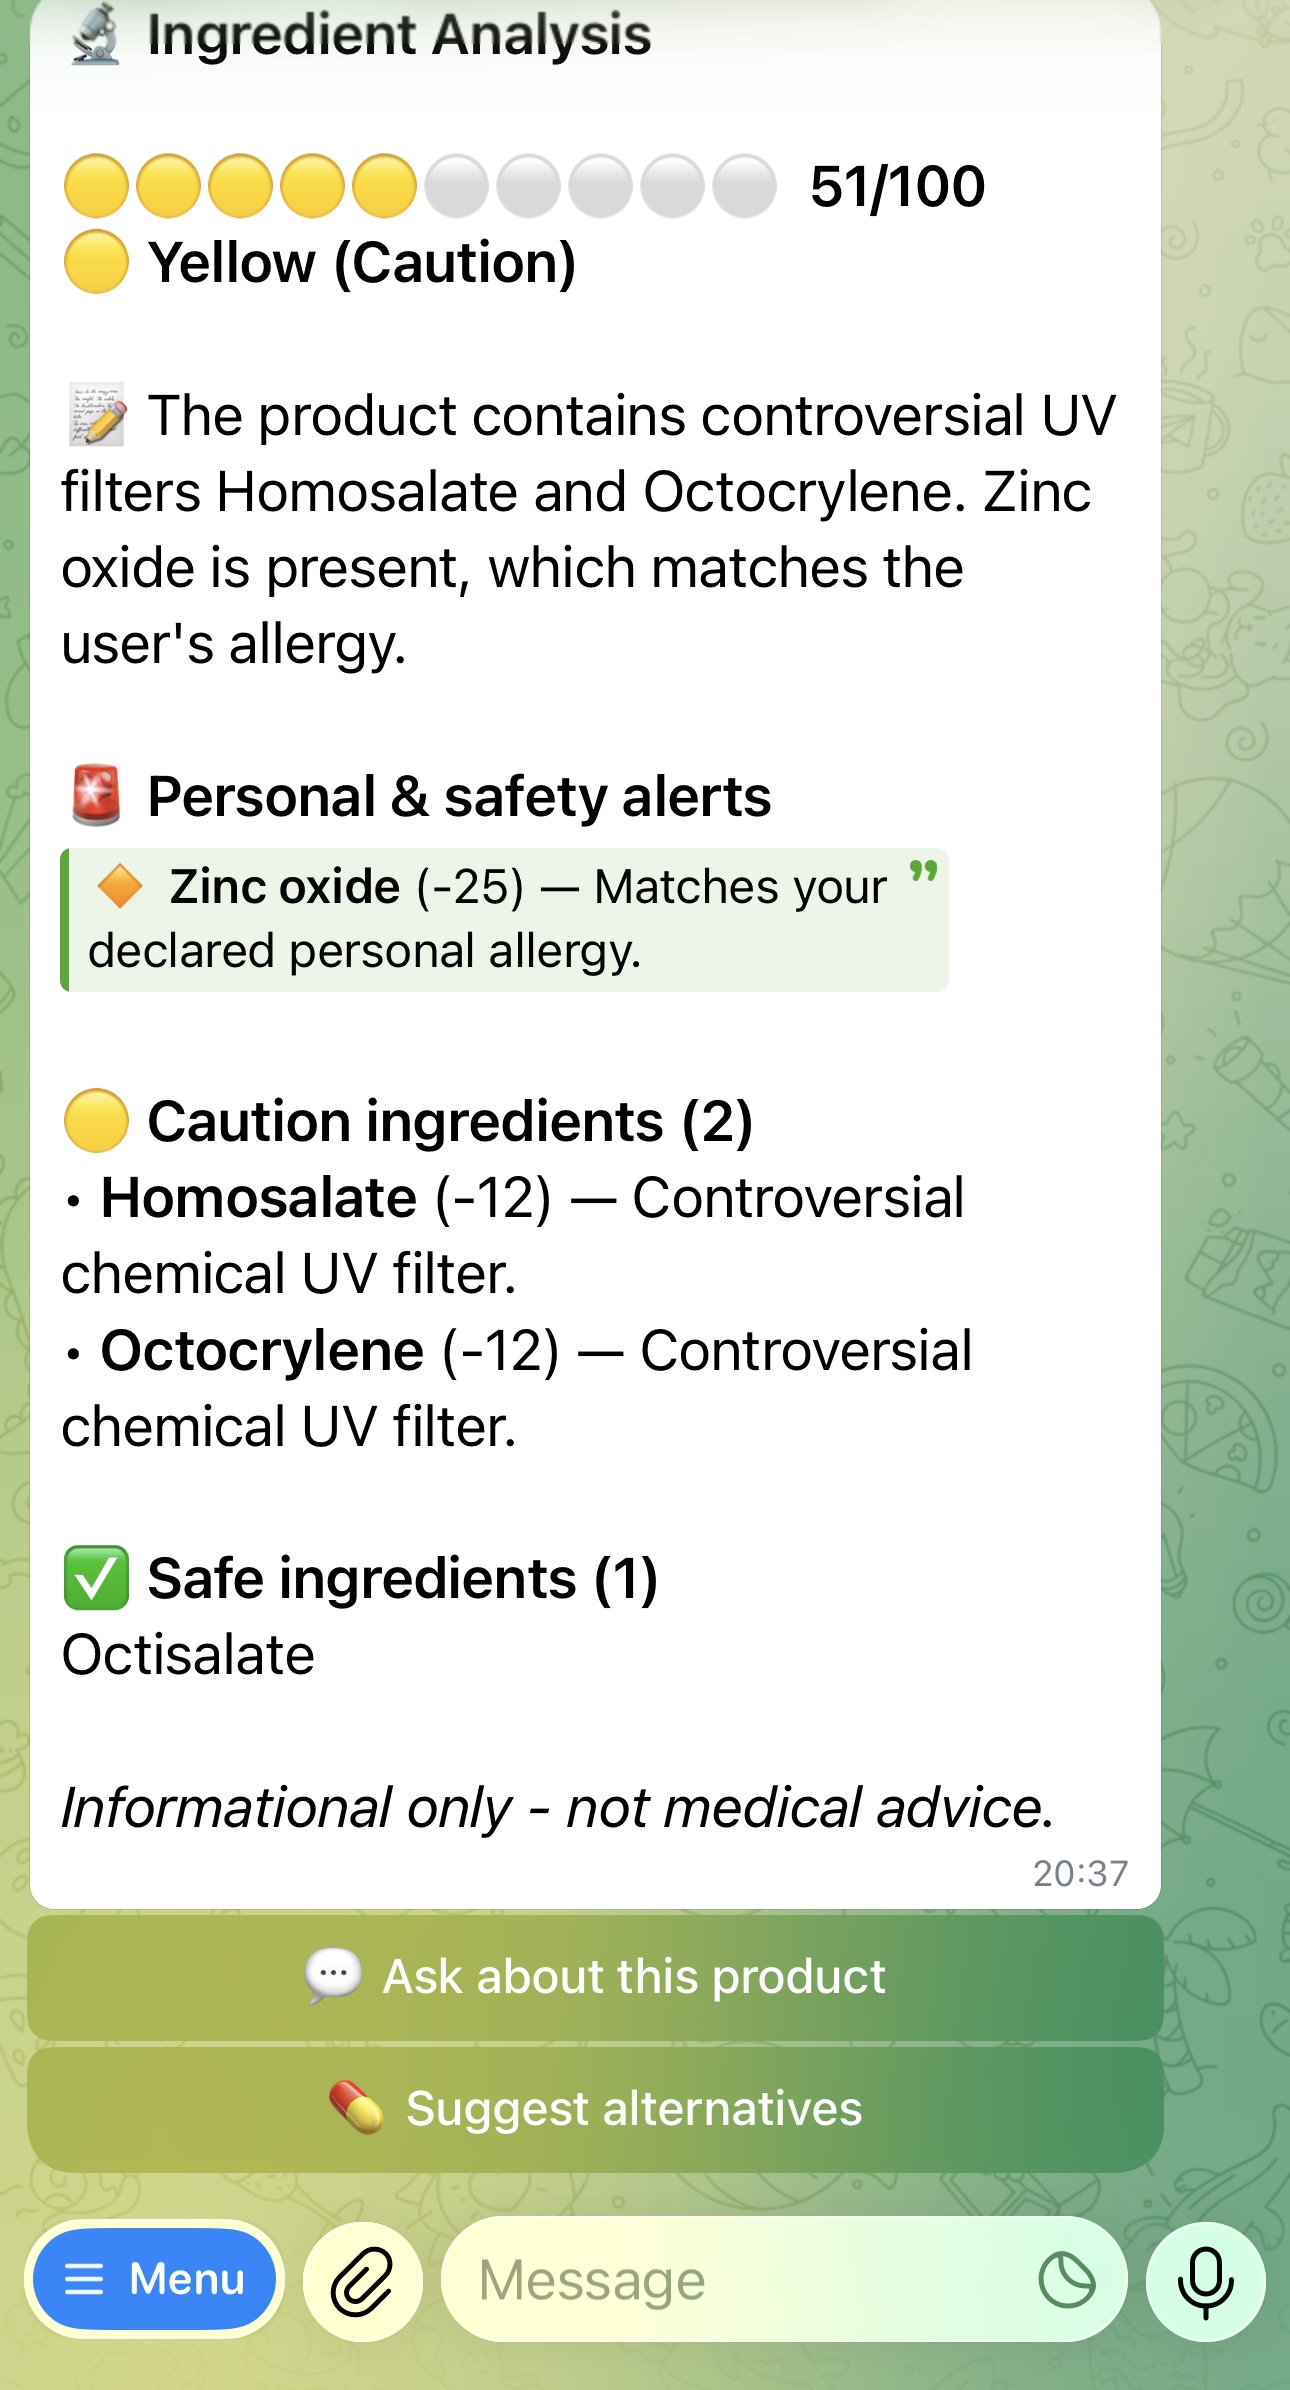 🔬 Ingredient Analysis
🟡🟡🟡🟡🟡⚪⚪⚪⚪⚪ 51/100
🟡 Yellow (Caution)
📝 The product contains controversial UV
filters Homosalate and Octocrylene. Zinc
oxide is present, which matches the
user's allergy.
🚨 Personal & safety alerts
🔸 Zinc oxide (-25) — Matches your
declared personal allergy.
🟡 Caution ingredients (2)
• Homosalate (-12) — Controversial
chemical UV filter.
• Octocrylene (-12) — Controversial
chemical UV filter.
✅ Safe ingredients (1)
Octisalate
Informational only - not medical advice.
20:37
💬 Ask about this product
💊 Suggest alternatives
Menu
Message